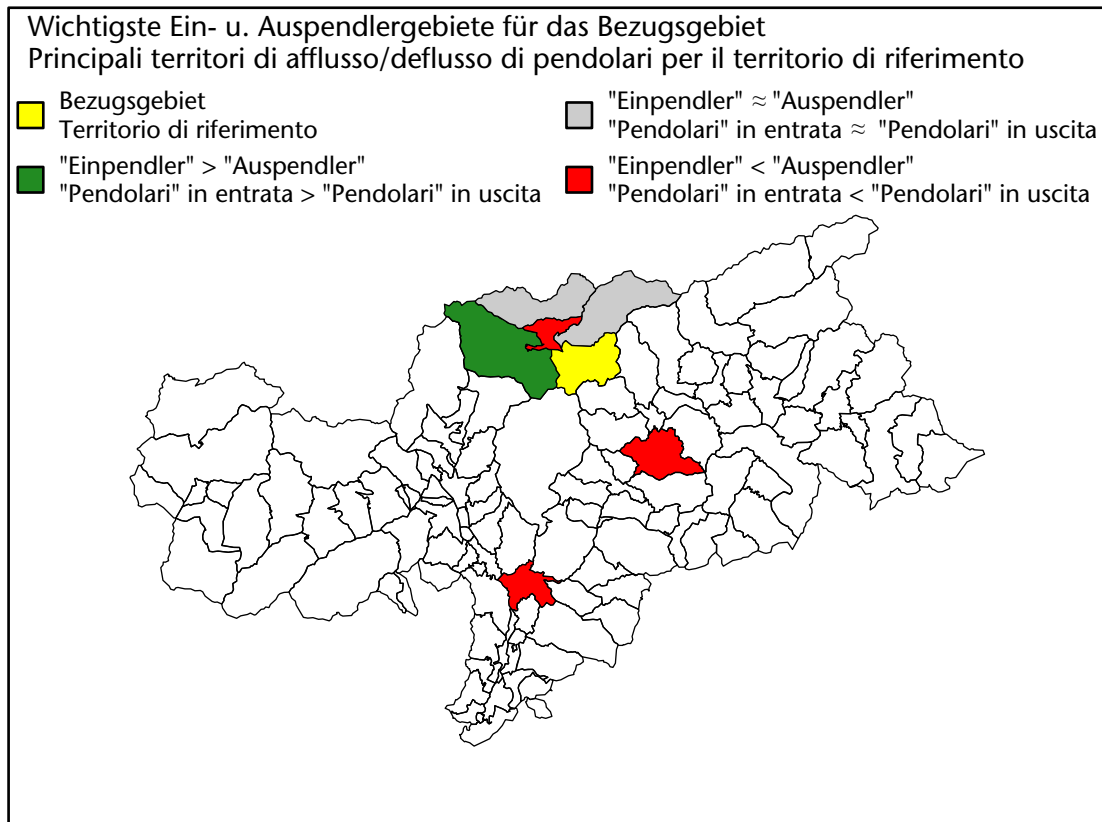 Wichtigste Ein- u. Auspendlergebiete für das Bezugsgebiet
Principali territori di afflusso/deflusso di pendolari per il territorio di riferimento
Bezugsgebiet
Territorio di riferimento
"Einpendler" > "Auspendler"
"Pendolari" in entrata > "Pendolari" in uscita
"Einpendler" ≈ "Auspendler"
"Pendolari" in entrata ≈ "Pendolari" in uscita
"Einpendler" < "Auspendler"
"Pendolari" in entrata < "Pendolari" in uscita